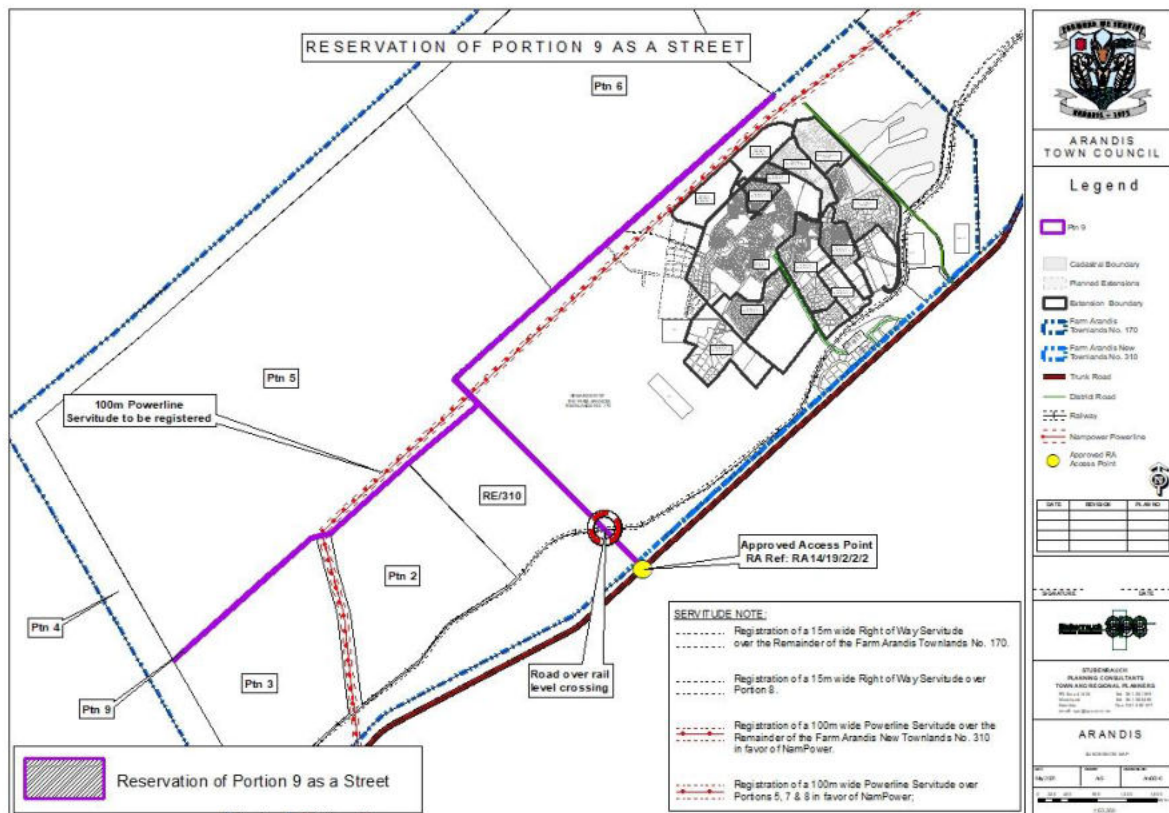 RESERVATION OF PORTION 9 AS A STREET
Ptn 6
Ptn 5
100m Powerline
Servitude to be registered
RE/310
Ptn 2
Ptn 4
Ptn 3
Ptn 9
Approved Access Point
RA Ref: RA14/19/2/2/2
Road over rail
level crossing
SERVITUDE NOTE:
Registration of a 15m wide Right of Way Servitude
over the Remainder of the Farm Arandis Townlands No. 170.
Registration of a 15m wide Right of Way Servitude over
Portion 8.
Registration of a 100m wide Powerline Servitude over the
Remainder of the Farm Arandis New Townlands No. 310
in favor of NamPower.
Registration of a 100m wide Powerline Servitude over
Portions 5, 7 & 8 in favor of NamPower;
Reservation of Portion 9 as a Street
ARANDIS
TOWN COUNCIL
Legend
Ptn 9
Cadastral Boundary
Planned Extensions
Extension Boundary
Farm Arandis
Townlands No. 170
Farm Arandis New
Townlands No. 310
Trunk Road
District Road
Railway
Nampower Powerline
Approved RA
Access Point
DATE
REVISION
PLAN NO
SIGNATURE
DATE
STUBENRAUCH
PLANNING CONSULTANTS
TOWN AND REGIONAL PLANNERS
ARANDIS